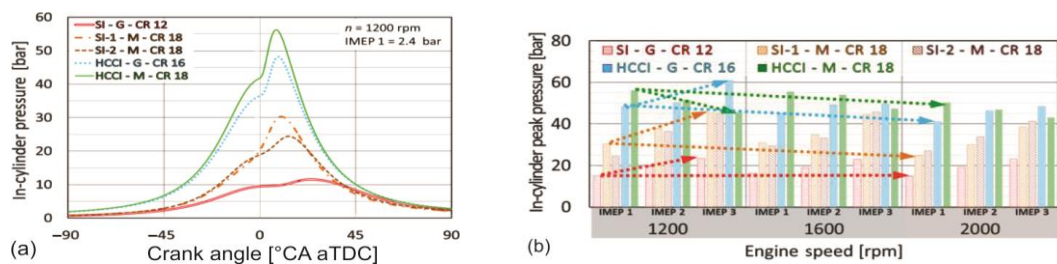 SI - G - CR 12
SI-1 - M - CR 18
SI-2 - M - CR 18
HCCI - G - CR 16
HCCI - M - CR 18
n = 1200 rpm
IMEP 1 = 2.4 bar
In-cylinder pressure [bar]
60
50
40
30
20
10
0
-90
-45
0
45
90
Crank angle [°CA aTDC]
(a)
SI - G - CR 12
SI-1 - M - CR 18
SI-2 - M - CR 18
HCCI - G - CR 16
HCCI - M - CR 18
In-cylinder peak pressure [bar]
80
60
40
20
0
IMEP 1 IMEP 2 IMEP 3 IMEP 1 IMEP 2 IMEP 3 IMEP 1 IMEP 2 IMEP 3
1200 1600 2000
Engine speed [rpm]
(b)